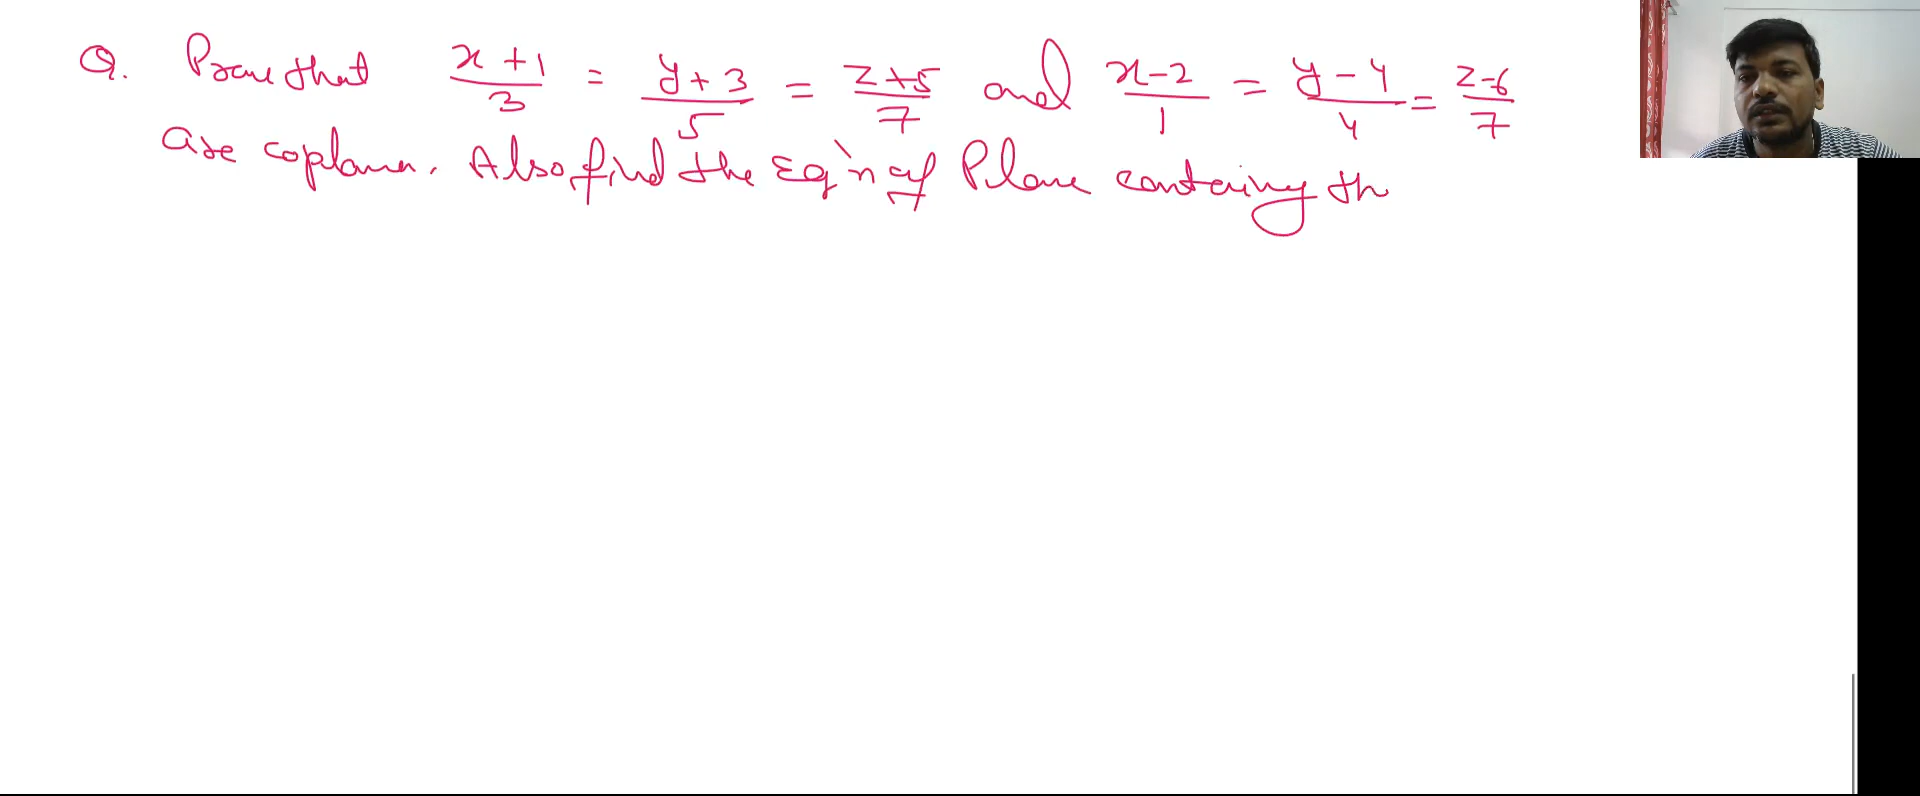 Q. Prove that x+1/3 = y+3/5 = z+5/7 and x-2/1 = y-4/4 = z-6/7
are coplanar. Also find the Eq'n of Plane containing th